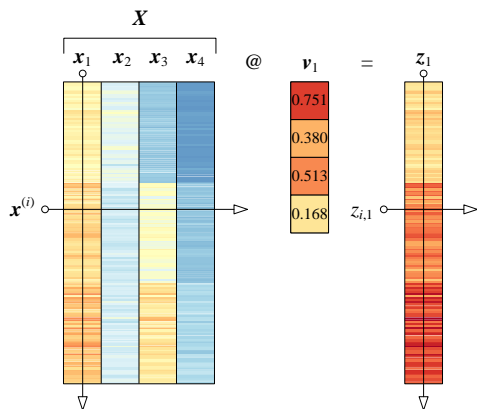 X
x₁ x₂ x₃ x₄ @ v₁ = z₁
0.751
0.380
0.513
0.168
x⁽ⁱ⁾ zᵢ,₁